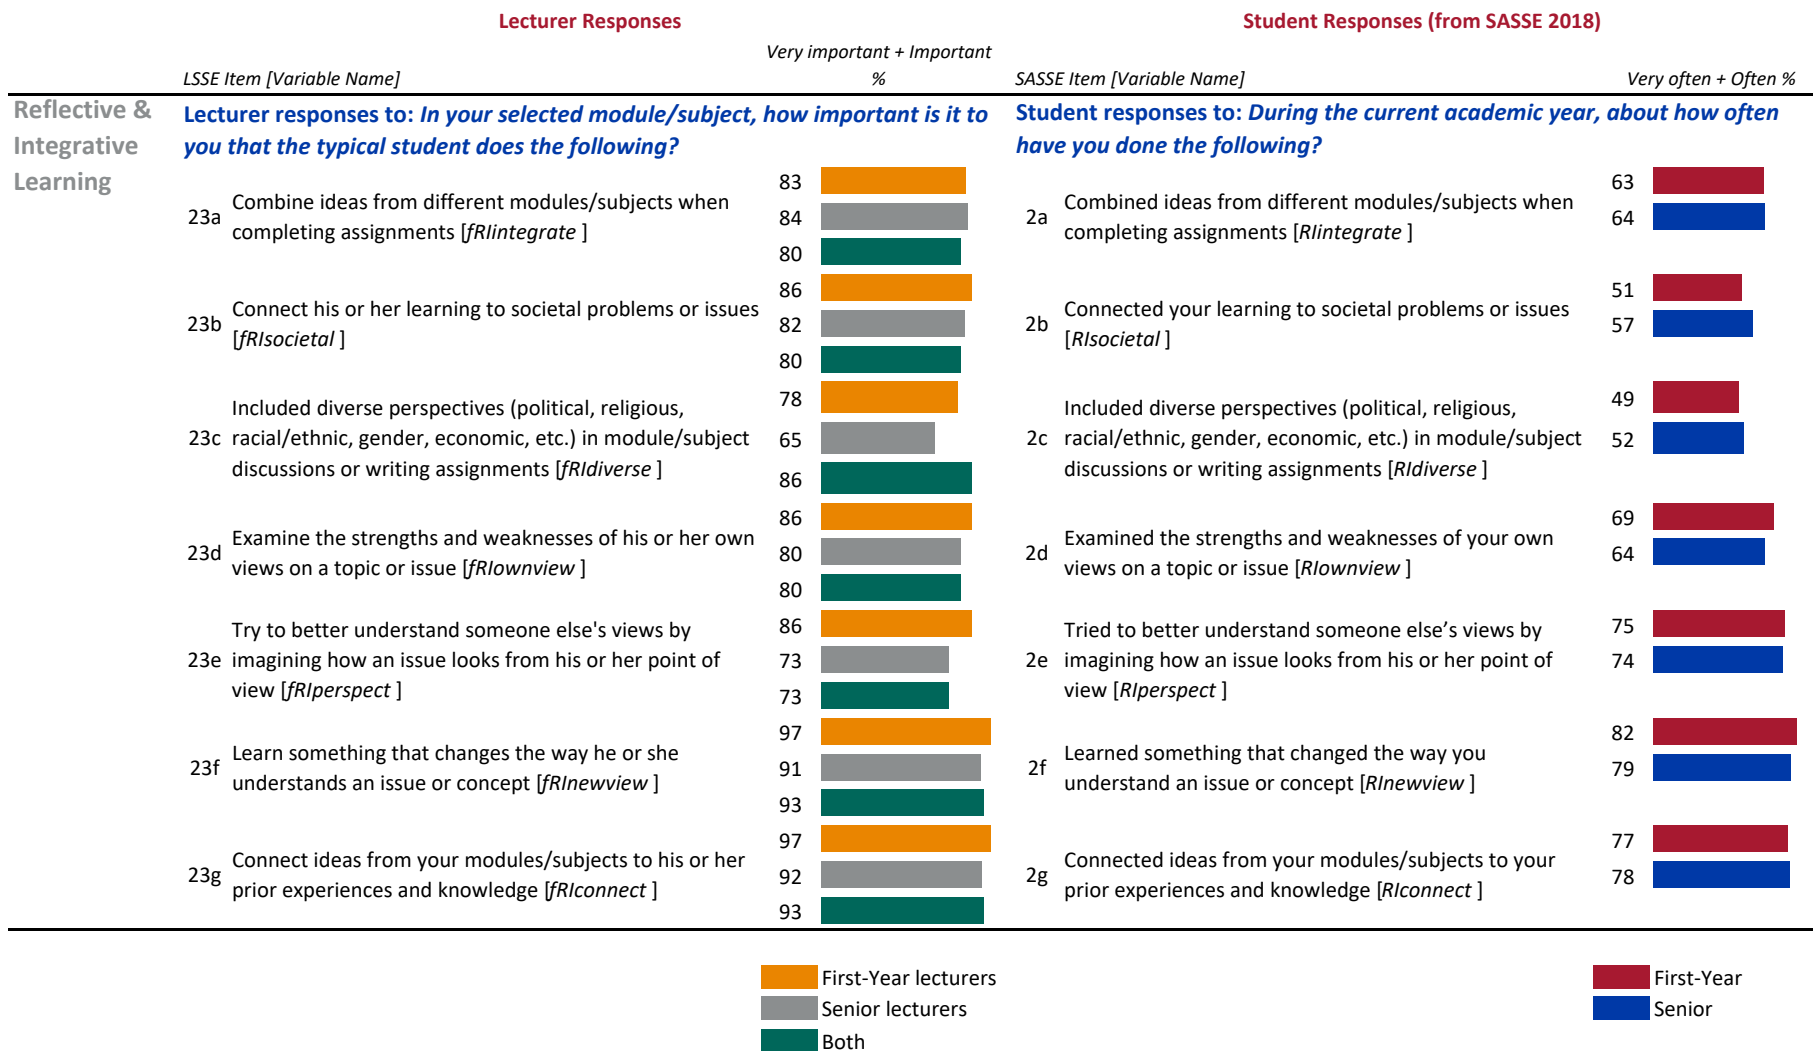 Lecturer Responses
Student Responses (from SASSE 2018)
Very important + Important
LSSE Item [Variable Name]
%
SASSE Item [Variable Name]
Very often + Often %
Reflective &
Integrative
Learning
Lecturer responses to: In your selected module/subject, how important is it to
you that the typical student does the following?
Student responses to: During the current academic year, about how often
have you done the following?
23a
Combine ideas from different modules/subjects when
completing assignments [fRIintegrate ]
83
84
80
2a
Combined ideas from different modules/subjects when
completing assignments [RIintegrate ]
63
64
23b
Connect his or her learning to societal problems or issues
[fRIsocietal ]
86
82
80
2b
Connected your learning to societal problems or issues
[RIsocietal ]
51
57
23c
Included diverse perspectives (political, religious,
racial/ethnic, gender, economic, etc.) in module/subject
discussions or writing assignments [fRIdiverse ]
78
65
86
2c
Included diverse perspectives (political, religious,
racial/ethnic, gender, economic, etc.) in module/subject
discussions or writing assignments [RIdiverse ]
49
52
23d
Examine the strengths and weaknesses of his or her own
views on a topic or issue [fRIownview ]
86
80
80
2d
Examined the strengths and weaknesses of your own
views on a topic or issue [RIownview ]
69
64
23e
Try to better understand someone else's views by
imagining how an issue looks from his or her point of
view [fRIperspect ]
86
73
73
2e
Tried to better understand someone else’s views by
imagining how an issue looks from his or her point of
view [RIperspect ]
75
74
23f
Learn something that changes the way he or she
understands an issue or concept [fRInewview ]
97
91
93
2f
Learned something that changed the way you
understand an issue or concept [RInewview ]
82
79
23g
Connect ideas from your modules/subjects to his or her
prior experiences and knowledge [fRIconnect ]
97
92
93
2g
Connected ideas from your modules/subjects to your
prior experiences and knowledge [RIconnect ]
77
78
First-Year lecturers
Senior lecturers
Both
First-Year
Senior